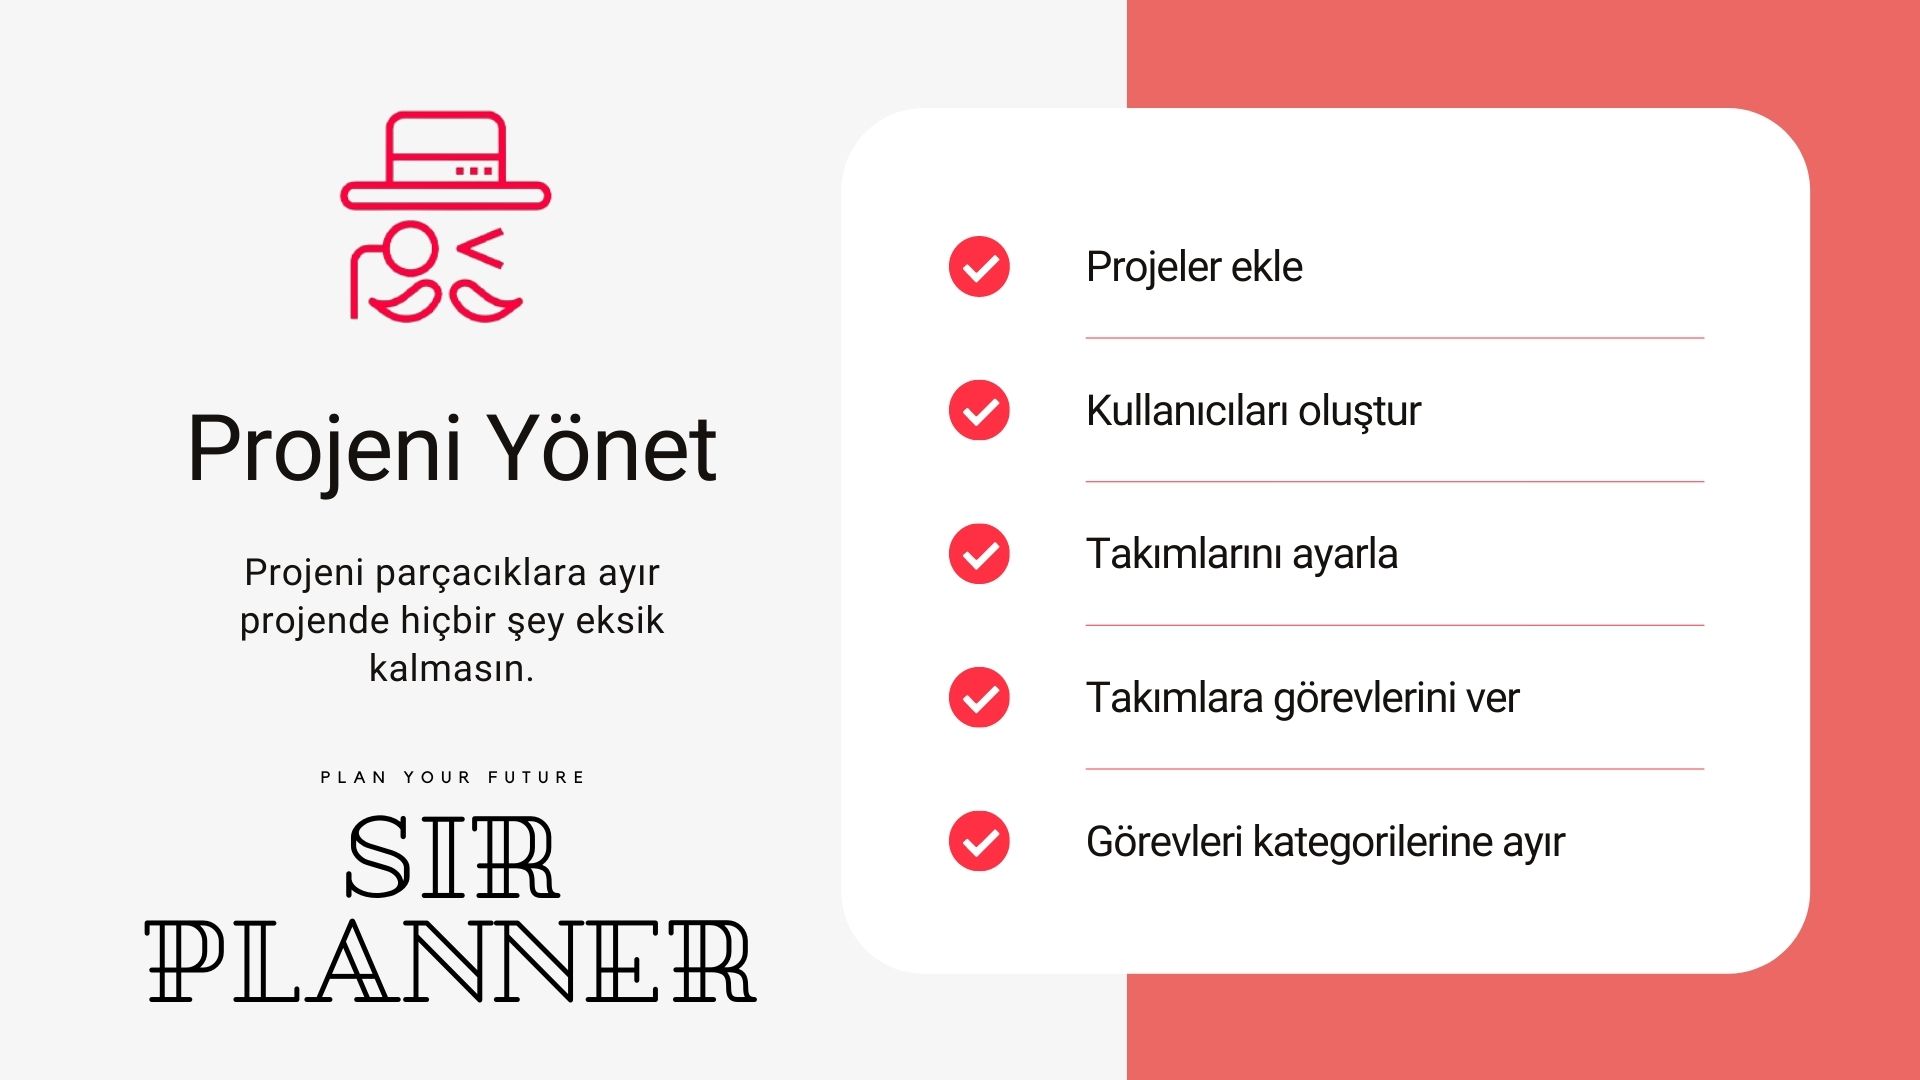 Projeni Yönet
Projeni parçacıklara ayır
projende hiçbir şey eksik
kalmasın.
PLAN YOUR FUTURE
SIR
PLANNER
Projeler ekle
Kullanıcıları oluştur
Takımlarını ayarla
Takımlara görevlerini ver
Görevleri kategorilerine ayır